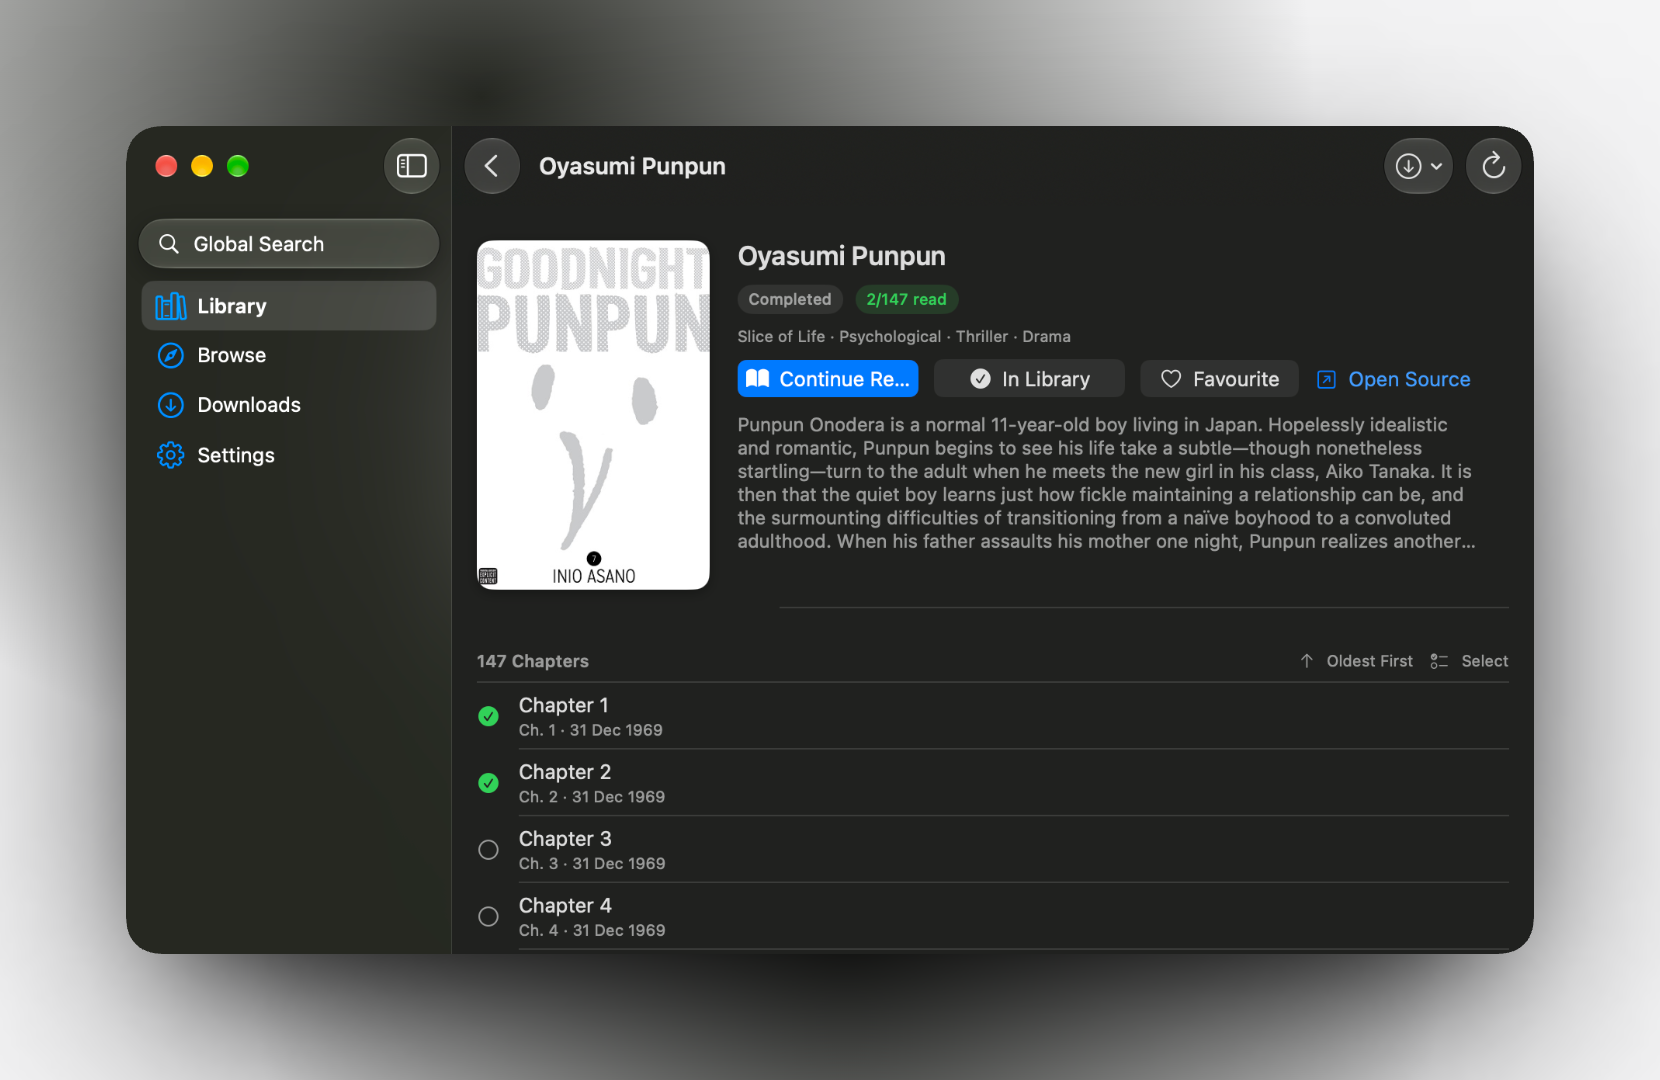 Oyasumi Punpun
Global Search
Library
Browse
Downloads
Settings
GOODNIGHT
PUNPUN
7
INIO ASANO
EXPLICIT
CONTENT
Oyasumi Punpun
Completed
2/147 read
Slice of Life · Psychological · Thriller · Drama
Continue Re...
In Library
Favourite
Open Source
Punpun Onodera is a normal 11-year-old boy living in Japan. Hopelessly idealistic
and romantic, Punpun begins to see his life take a subtle—though nonetheless
startling—turn to the adult when he meets the new girl in his class, Aiko Tanaka. It is
then that the quiet boy learns just how fickle maintaining a relationship can be, and
the surmounting difficulties of transitioning from a naïve boyhood to a convoluted
adulthood. When his father assaults his mother one night, Punpun realizes another...
147 Chapters
Oldest First
Select
Chapter 1
Ch. 1 · 31 Dec 1969
Chapter 2
Ch. 2 · 31 Dec 1969
Chapter 3
Ch. 3 · 31 Dec 1969
Chapter 4
Ch. 4 · 31 Dec 1969